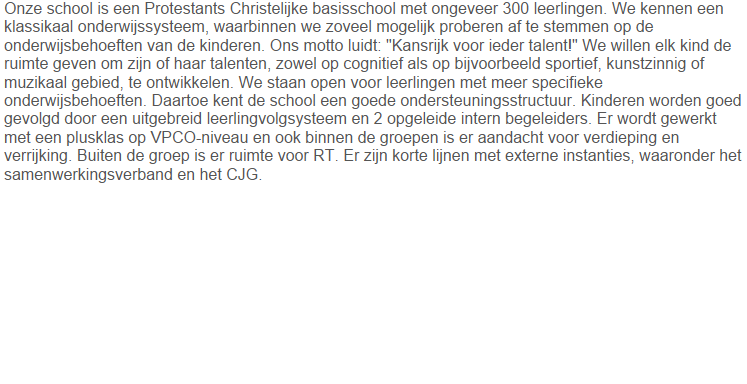 Onze school is een Protestants Christelijke basisschool met ongeveer 300 leerlingen. We kennen een
klassikaal onderwijssysteem, waarbinnen we zoveel mogelijk proberen af te stemmen op de
onderwijsbehoeften van de kinderen. Ons motto luidt: "Kansrijk voor ieder talent!" We willen elk kind de
ruimte geven om zijn of haar talenten, zowel op cognitief als op bijvoorbeeld sportief, kunstzinnig of
muzikaal gebied, te ontwikkelen. We staan open voor leerlingen met meer specifieke
onderwijsbehoeften. Daartoe kent de school een goede ondersteuningsstructuur. Kinderen worden goed
gevolgd door een uitgebreid leerlingvolgsysteem en 2 opgeleide intern begeleiders. Er wordt gewerkt
met een plusklas op VPCO-niveau en ook binnen de groepen is er aandacht voor verdieping en
verrijking. Buiten de groep is er ruimte voor RT. Er zijn korte lijnen met externe instanties, waaronder het
samenwerkingsverband en het CJG.